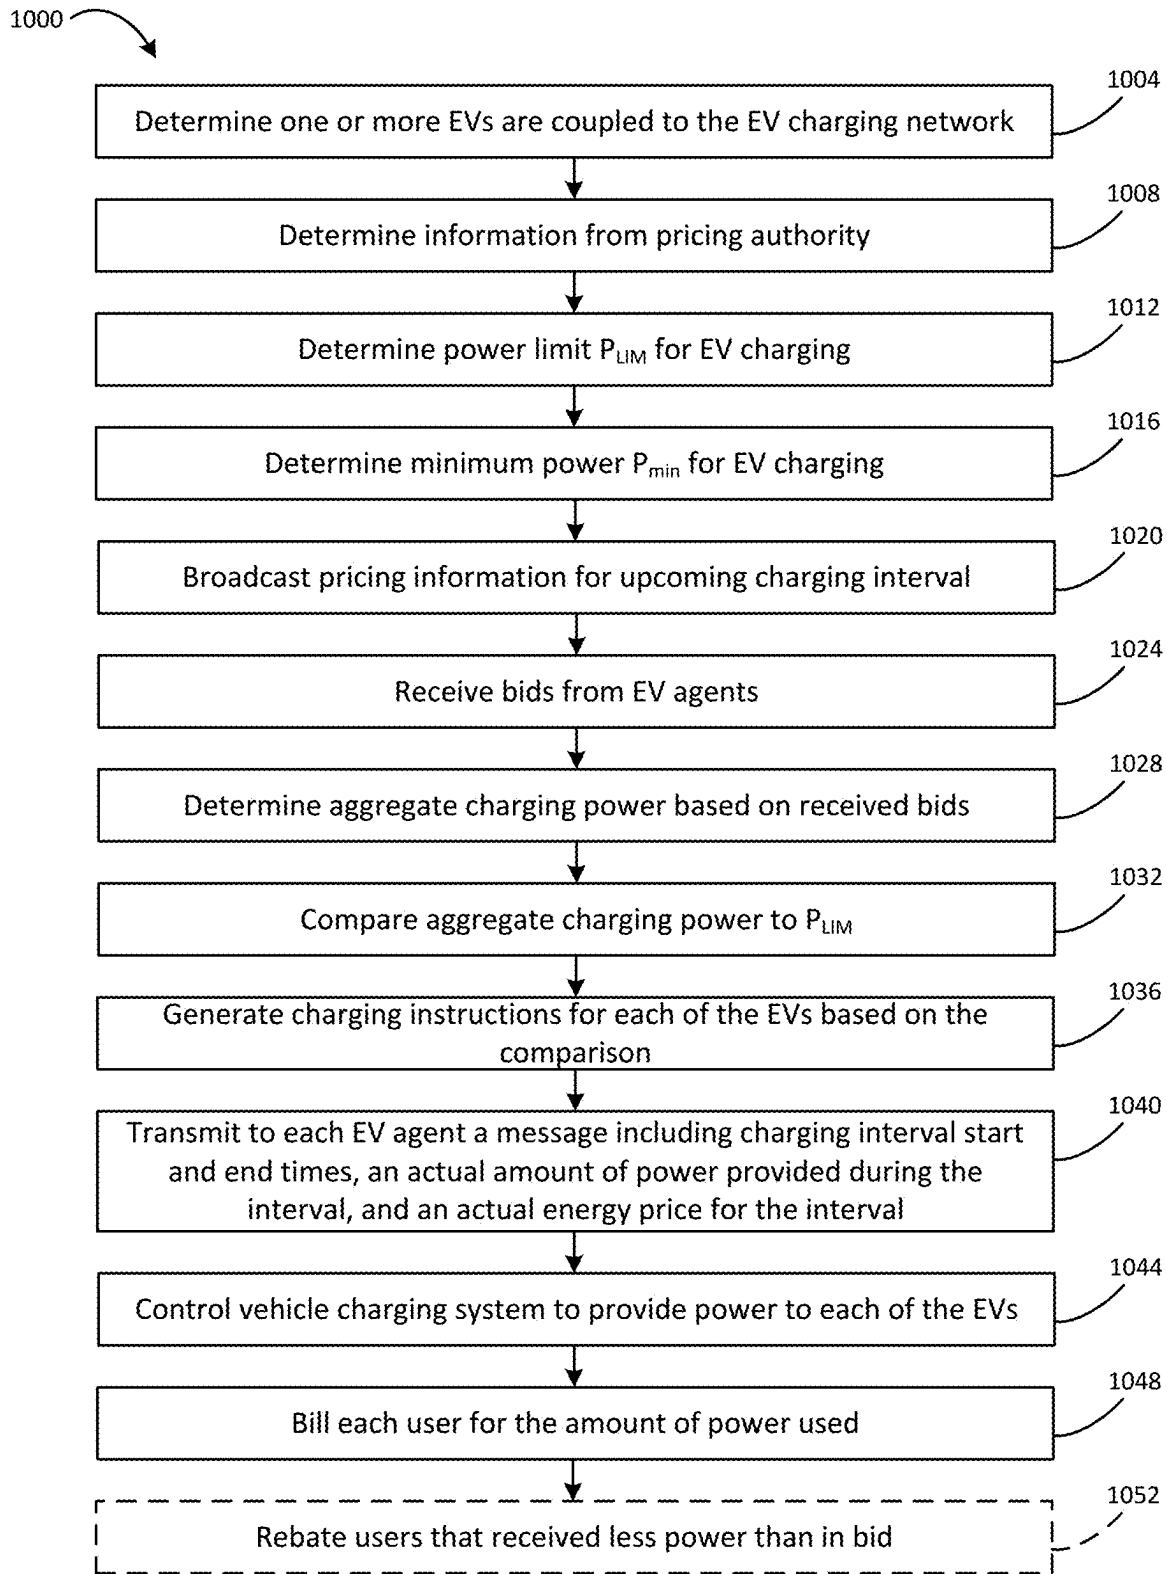 1000
1004
Determine one or more EVs are coupled to the EV charging network
1008
Determine information from pricing authority
1012
Determine power limit PLIM for EV charging
1016
Determine minimum power Pmin for EV charging
1020
Broadcast pricing information for upcoming charging interval
1024
Receive bids from EV agents
1028
Determine aggregate charging power based on received bids
1032
Compare aggregate charging power to PLIM
1036
Generate charging instructions for each of the EVs based on the
comparison
1040
Transmit to each EV agent a message including charging interval start
and end times, an actual amount of power provided during the
interval, and an actual energy price for the interval
1044
Control vehicle charging system to provide power to each of the EVs
1048
Bill each user for the amount of power used
1052
Rebate users that received less power than in bid